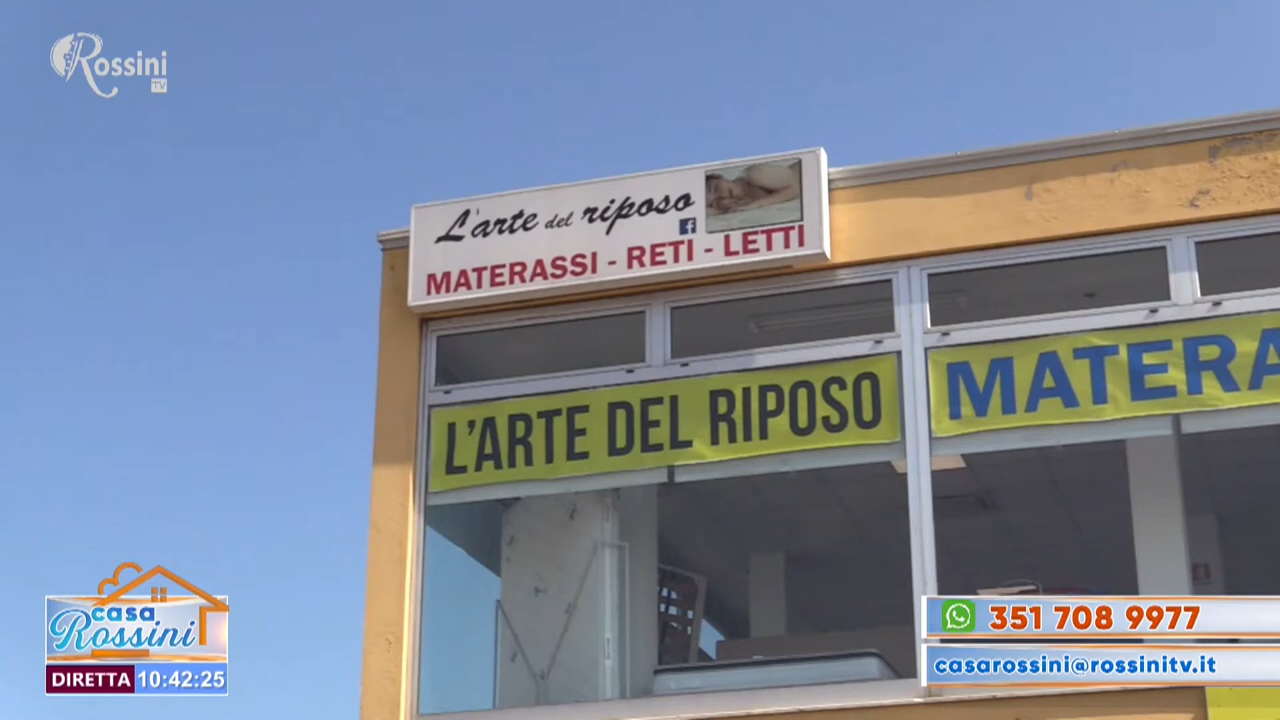 Rossini
TV
L'arte del riposo
MATERASSI - RETI - LETTI
L'ARTE DEL RIPOSO
MATERA
casa
Rossini
DIRETTA 10:42:25
351 708 9977
casarossini@rossinitv.it